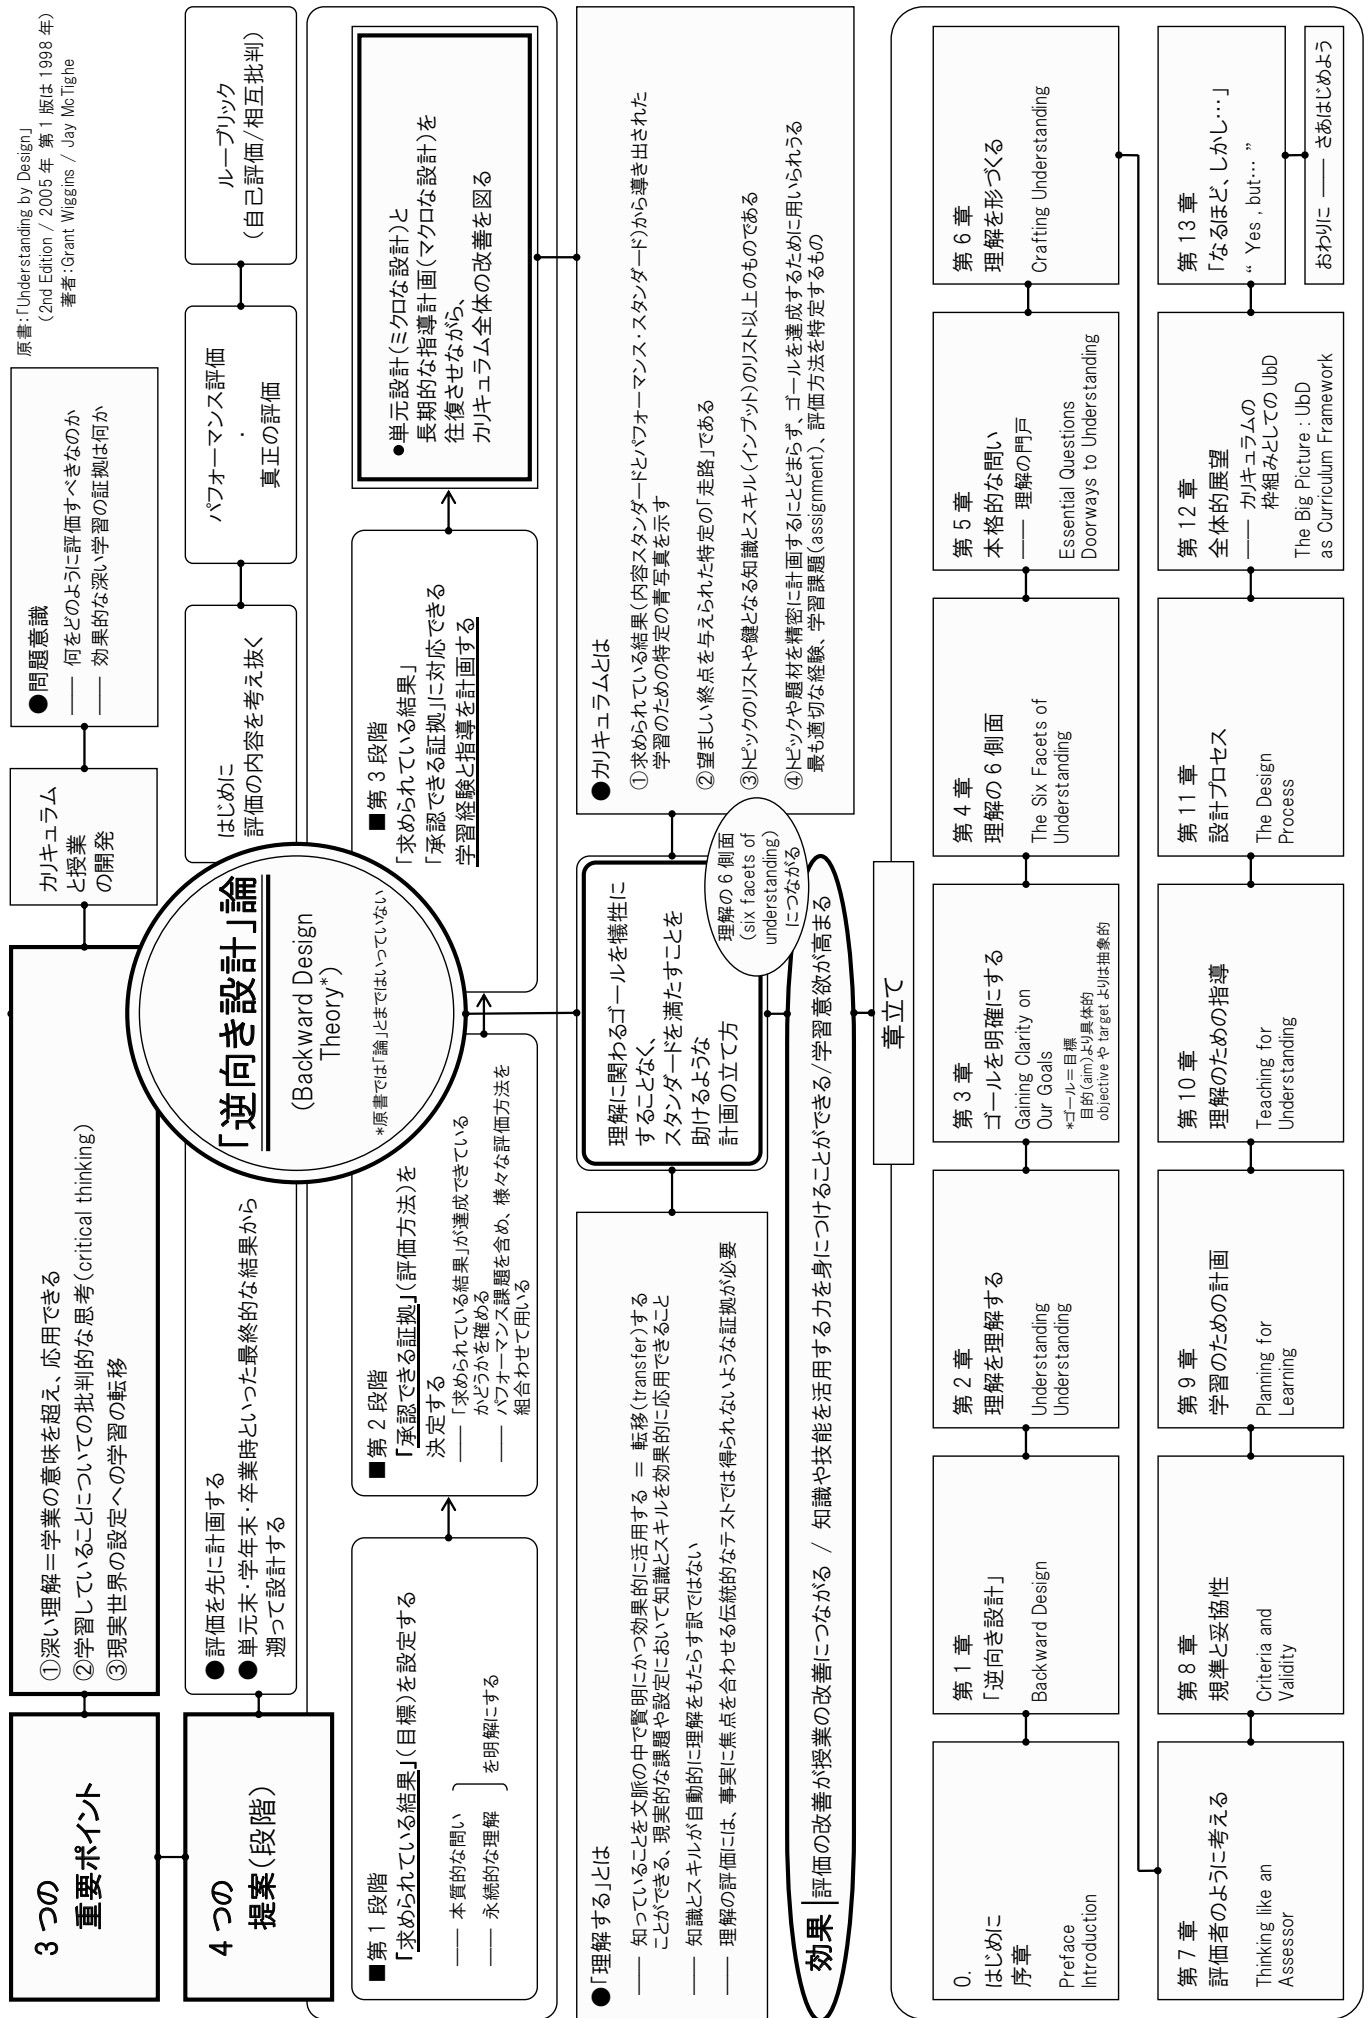 原書：「Understanding by Design」
(2nd Edition / 2005 年 第 1 版は 1998 年)
著者：Grant Wiggins / Jay McTighe
3 つの
重要ポイント
①深い理解＝学業の意味を超え、応用できる
②学習していることについての批判的な思考(critical thinking)
③現実世界の設定への学習の転移
カリキュラム
と授業
の開発
●問題意識
―― 何をどのように評価すべきなのか
―― 効果的な深い学習の証拠は何か
4 つの
提案(段階)
●評価を先に計画する
●単元末・学年末・卒業時といった最終的な結果から
遡って設計する
「逆向き設計」論
(Backward Design
Theory*)
*原書では「論」とまではいっていない
はじめに
評価の内容を考え抜く
パフォーマンス評価
・
真正の評価
ルーブリック
(自己評価/相互批判)
■第 1 段階
「求められている結果」(目標)を設定する
―― 本質的な問い
―― 永続的な理解
を明解にする
■第 2 段階
「承認できる証拠」(評価方法)を
決定する
―― 「求められている結果」が達成できている
かどうかを確める
―― パフォーマンス課題を含め、様々な評価方法を
組合わせて用いる
■第 3 段階
「求められている結果」
「承認できる証拠」に対応できる
学習経験と指導を計画する
●単元設計(ミクロな設計)と
長期的な指導計画(マクロな設計)を
往復させながら、
カリキュラム全体の改善を図る
●「理解する」とは
―― 知っていることを文脈の中で賢明にかつ効果的に活用する ＝ 転移(transfer)する
ことができる、現実的な課題や設定において知識とスキルを効果的に応用できること
―― 知識とスキルが自動的に理解をもたらす訳ではない
―― 理解の評価には、事実に焦点を合わせる伝統的なテストでは得られないような証拠が必要
理解に関わるゴールを犠牲に
することなく、
スタンダードを満たすことを
助けるような
計画の立て方
理解の 6 側面
(six facets of
understanding)
につながる
●カリキュラムとは
①求められている結果(内容スタンダードとパフォーマンス・スタンダード)から導き出された
学習のための特定の青写真を示す
②望ましい終点を与えられた特定の「走路」である
③トピックのリストや鍵となる知識とスキル(インプット)のリスト以上のものである
④トピックや題材を精密に計画するにとどまらず、ゴールを達成するために用いられうる
最も適切な経験、学習課題(assignment)、評価方法を特定するもの
効果 評価の改善が授業の改善につながる / 知識や技能を活用する力を身につけることができる/学習意欲が高まる
章立て
0.
はじめに
序章
Preface
Introduction
第 1 章
「逆向き設計」
Backward Design
第 2 章
理解を理解する
Understanding
Understanding
第 3 章
ゴールを明確にする
Gaining Clarity on
Our Goals
*ゴール＝目標
目的(aim)より具体的
objective や target よりは抽象的
第 4 章
理解の 6 側面
The Six Facets of
Understanding
第 5 章
本格的な問い
―― 理解の門戸
Essential Questions
Doorways to Understanding
第 6 章
理解を形づくる
Crafting Understanding
第 7 章
評価者のように考える
Thinking like an
Assessor
第 8 章
規準と妥協性
Criteria and
Validity
第 9 章
学習のための計画
Planning for
Learning
第 10 章
理解のための指導
Teaching for
Understanding
第 11 章
設計プロセス
The Design
Process
第 12 章
全体的展望
―― カリキュラムの
枠組みとしての UbD
The Big Picture : UbD
as Curriculum Framework
第 13 章
「なるほど、しかし…」
“ Yes , but… ”
おわりに ―― さあはじめよう